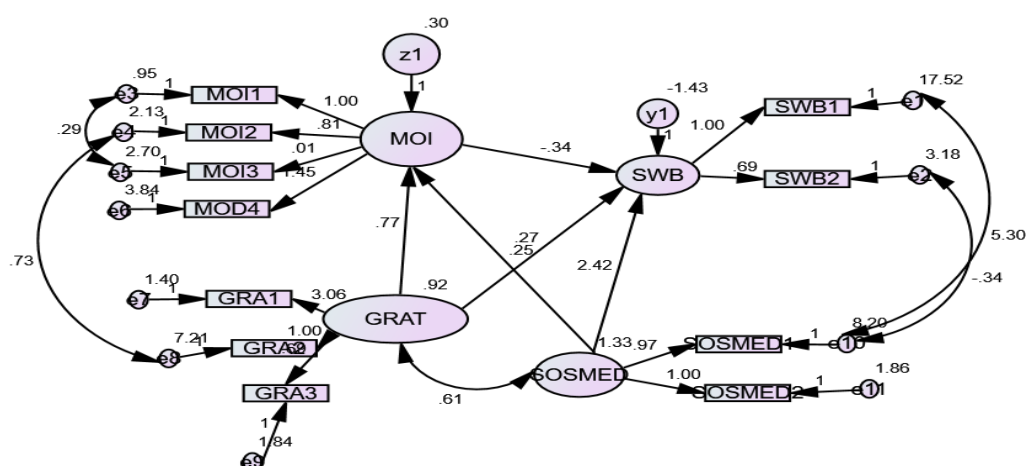 .30
z1
1
-1.43
17.52
.95
e3
1
MOI1
1.00
y1
1
SWB1
1
e1
1.00
2.13
e4
1
MOI2
.81
MOI
.29
-.34
2.70
e5
1
MOI3
.01
SWB
.69
SWB2
1
e2
3.18
1.45
3.84
e6
1
MOD4
.77
.27
.25
2.42
5.30
-.34
.73
1.40
e7
1
GRA1
3.06
.92
GRAT
8.20
7.21
e8
1
GRA2
1.00
1.33
.97
SOSMED1
1
e10
SOSMED
1.00
SOSMED2
1
e11
1.86
GRA3
.61
1
1.84
e9